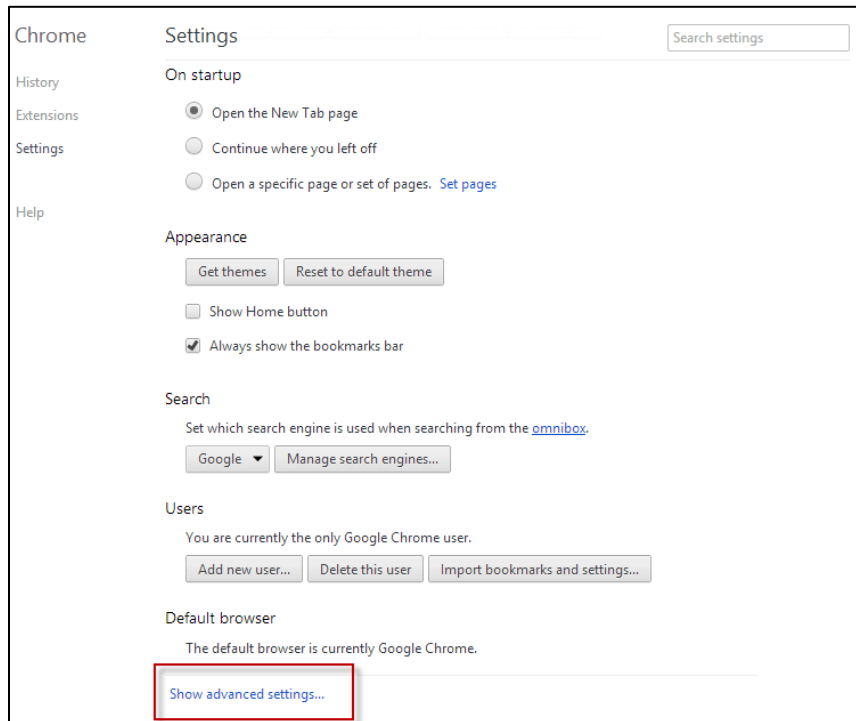 Chrome
Settings
Search settings
History
Extensions
Settings
Help
On startup
Open the New Tab page
Continue where you left off
Open a specific page or set of pages. Set pages
Appearance
Get themes Reset to default theme
Show Home button
Always show the bookmarks bar
Search
Set which search engine is used when searching from the omnibox.
Google Manage search engines...
Users
You are currently the only Google Chrome user.
Add new user... Delete this user Import bookmarks and settings...
Default browser
The default browser is currently Google Chrome.
Show advanced settings...